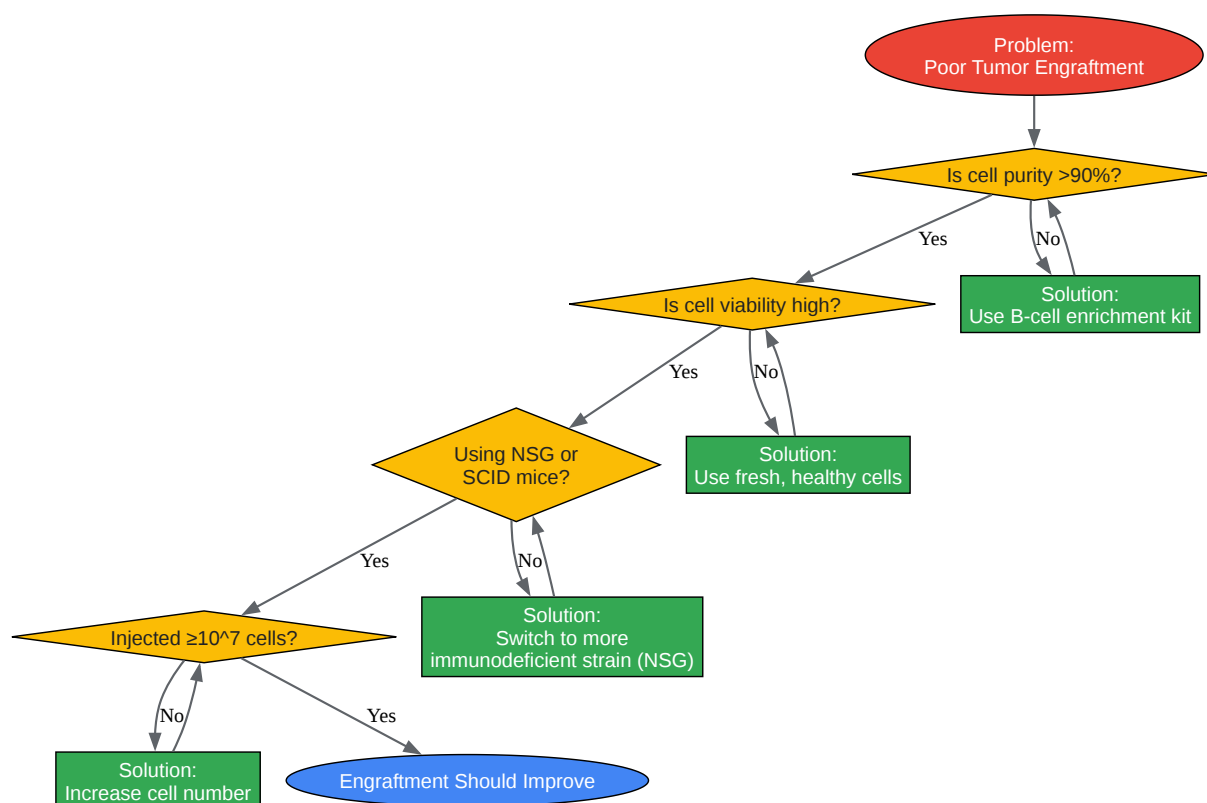 Problem:
Poor Tumor Engraftment
Is cell purity >90%?
Yes
No
Solution:
Use B-cell enrichment kit
Is cell viability high?
Yes
No
Solution:
Use fresh, healthy cells
Using NSG or
SCID mice?
Yes
No
Solution:
Switch to more
immunodeficient strain (NSG)
Injected ≥10^7 cells?
No
Yes
Solution:
Increase cell number
Engraftment Should Improve